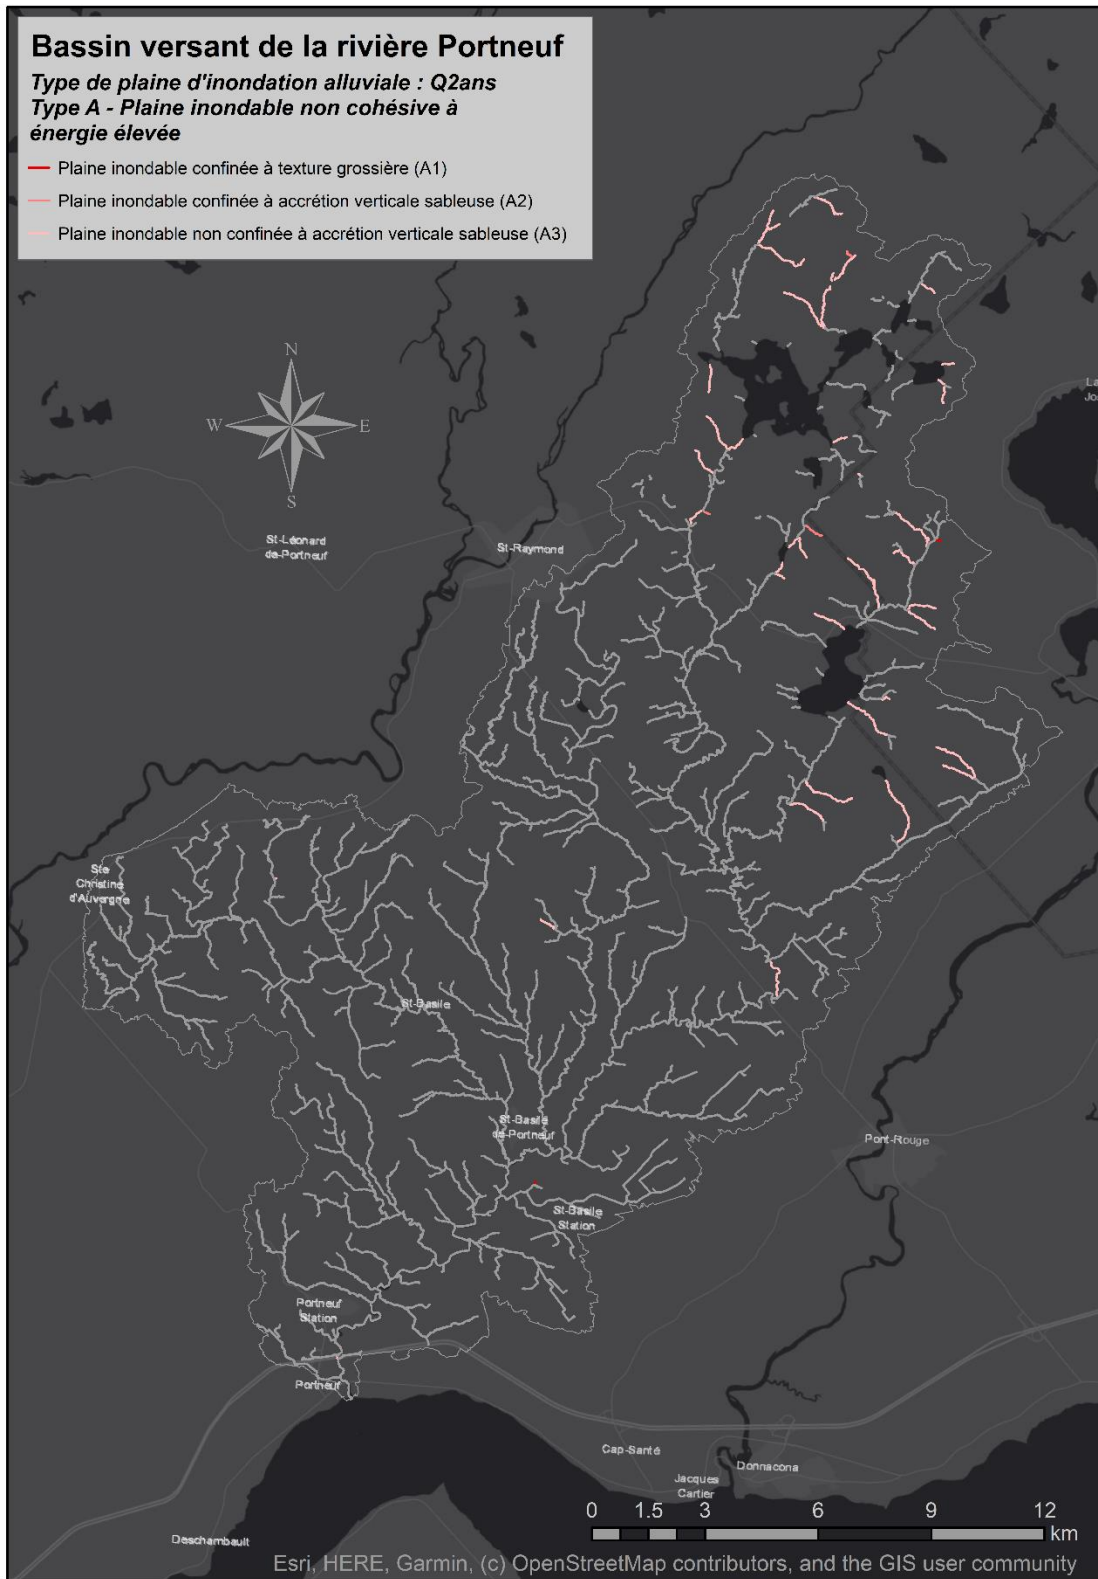 Bassin versant de la rivière Portneuf
Type de plaine d'inondation alluviale : Q2ans
Type A - Plaine inondable non cohésive à
énergie élevée
Plaine inondable confinée à texture grossière (A1)
Plaine inondable confinée à accrétion verticale sableuse (A2)
Plaine inondable non confinée à accrétion verticale sableuse (A3)
N
W
E
S
La
Jo
St-Léonard
de-Portneuf
St-Raymond
Ste
Christine
d'Auvergne
St-Basile
St-Basile
de-Portneuf
Pont-Rouge
St-Basile
Station
Portneuf
Station
Portneuf
Cap-Santé
Donnacona
Jacques
Cartier
Deschambault
0 1.5 3 6 9 12
km
Esri, HERE, Garmin, (c) OpenStreetMap contributors, and the GIS user community